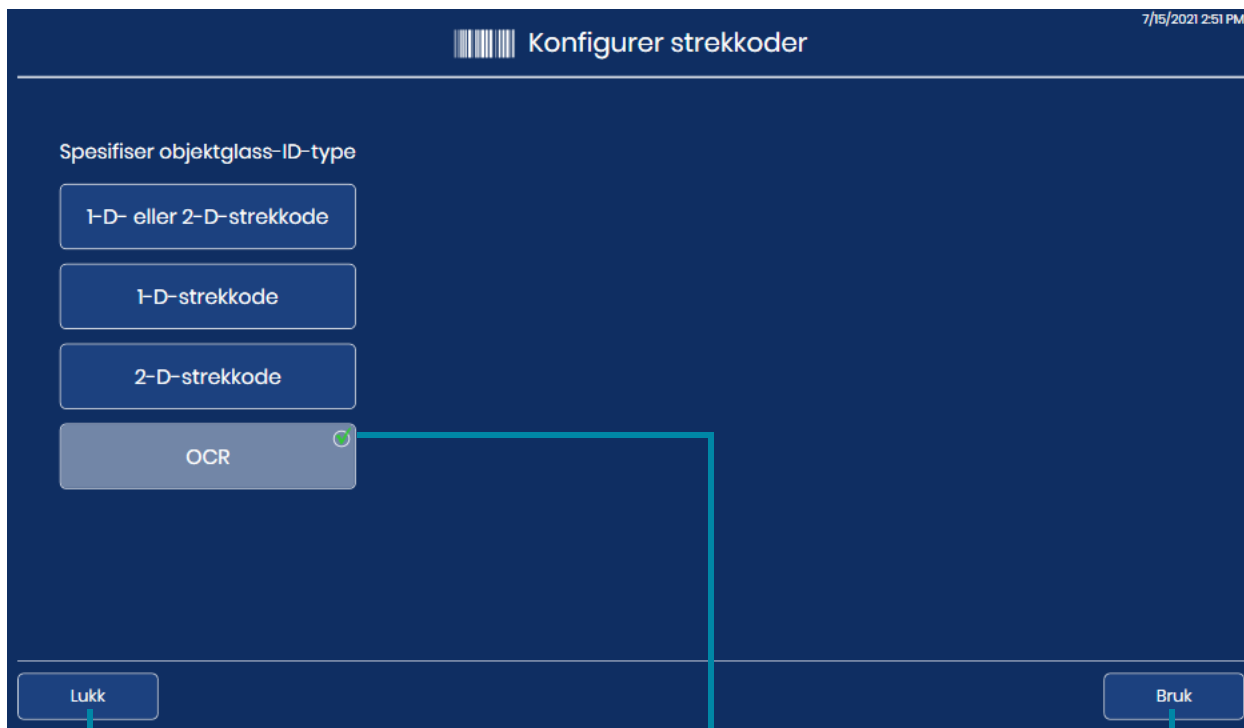 7/15/2021 2:51 PM
Konfigurer strekkoder
Spesifiser objektglass-ID-type
1-D- eller 2-D-strekkode
1-D-strekkode
2-D-strekkode
OCR
Lukk
Bruk